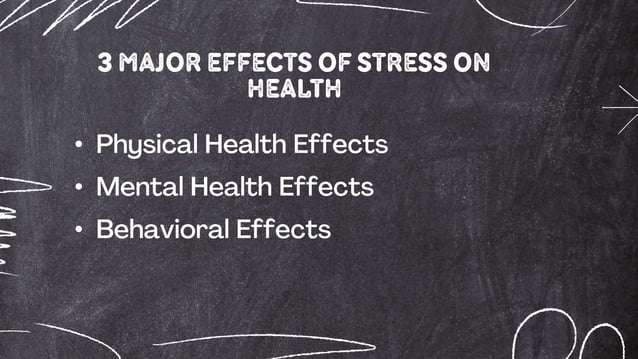 3 MAJOR EFFECTS OF STRESS ON
HEALTH
• Physical Health Effects
• Mental Health Effects
• Behavioral Effects